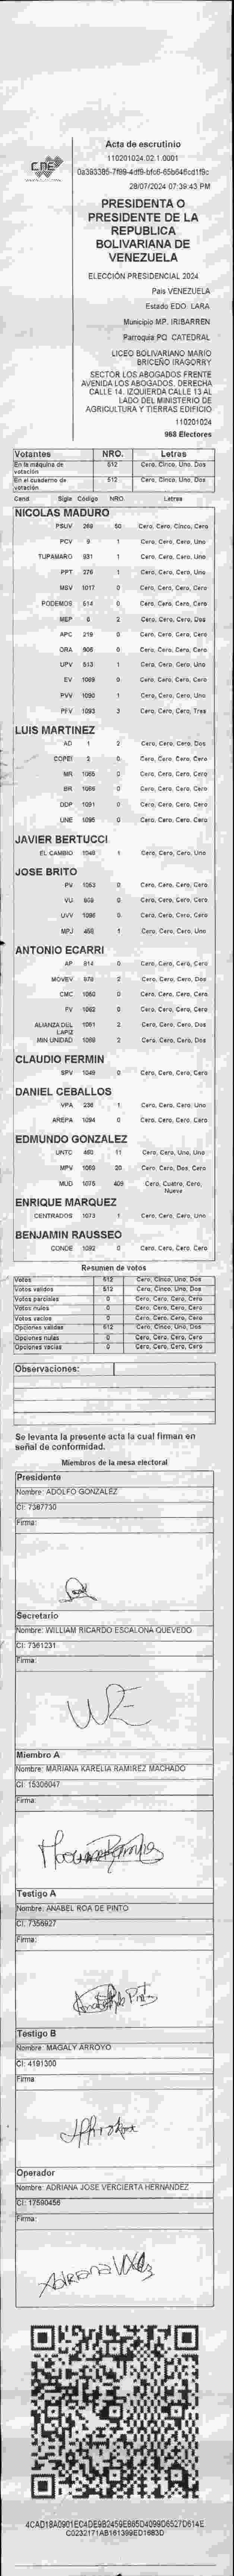 CNE
Acta de escrutinio
110201024.02.1.0001
28/07/2024 07:39:43 PM
PRESIDENTA O
PRESIDENTE DE LA
REPUBLICA
BOLIVARIANA DE
VENEZUELA
ELECCIÓN PRESIDENCIAL 2024
Pais VENEZUELA
Estado EDO. LARA
Municipio MP. IRIBARREN
Parroquia PQ. CATEDRAL
LICEO BOLIVARIANO MARÍO
BRICEÑO IRAGORRY
SECTOR LOS ABOGADOS FRENTE
AVENIDA LOS ABOGADOS. DERECHA
CALLE 14. IZQUIERDA CALLE 13 AL
LADO DEL MINISTERIO DE
AGRICULTURA Y TIERRAS EDIFICIO
110201024
968 Electores
Votantes NRO. Letras
En la máquina de votación 512 Cero, Cinco, Uno, Dos
En el cuaderno de votación 512 Cero, Cinco, Uno, Dos
Cand Sigla Código NRO. Letras
NICOLAS MADURO
PSUV 269 50 Cero, Cero, Cinco, Cero
PCV 9 1 Cero, Cero, Cero, Uno
TUPAMARO 931 1 Cero, Cero, Cero, Uno
PPT 276 1 Cero, Cero, Cero, Uno
MSV 1017 0 Cero, Cero, Cero, Cero
PODEMOS 514 0 Cero, Cero, Cero, Cero
MEP 6 2 Cero, Cero, Cero, Dos
APC 219 0 Cero, Cero, Cero, Cero
ORA 906 0 Cero, Cero, Cero, Cero
UPV 513 1 Cero, Cero, Cero, Uno
EV 1069 0 Cero, Cero, Cero, Cero
PVV 1090 1 Cero, Cero, Cero, Uno
PFV 1093 3 Cero, Cero, Cero, Tres
LUIS MARTINEZ
AD 1 2 Cero, Cero, Cero, Dos
COPEI 2 0 Cero, Cero, Cero, Cero
MR 1065 0 Cero, Cero, Cero, Cero
BR 1066 0 Cero, Cero, Cero, Cero
DDP 1091 0 Cero, Cero, Cero, Cero
UNE 1095 0 Cero, Cero, Cero, Cero
JAVIER BERTUCCI
EL CAMBIO 1048 1 Cero, Cero, Cero, Uno
JOSE BRITO
PV 1053 0 Cero, Cero, Cero, Cero
VU 0 Cero, Cero, Cero, Cero
UVV 1096 0 Cero, Cero, Cero, Cero
MPJ 1 Cero, Cero, Cero, Uno
ANTONIO ECARRI
AP 814 0 Cero, Cero, Cero, Cero
MOVEV 978 2 Cero, Cero, Cero, Dos
CMC 1050 0 Cero, Cero, Cero, Cero
FV 1062 0 Cero, Cero, Cero, Cero
ALIANZA DEL LAPIZ 1061 2 Cero, Cero, Cero, Dos
MIN UNIDAD 2 Cero, Cero, Cero, Dos
CLAUDIO FERMIN
SPV 1049 0 Cero, Cero, Cero, Cero
DANIEL CEBALLOS
VPA 236 1 Cero, Cero, Cero, Uno
AREPA 1094 0 Cero, Cero, Cero, Cero
EDMUNDO GONZALEZ
UNTC 11 Cero, Cero, Uno, Uno
MPV 20 Cero, Cero, Dos, Cero
MUD 1075 409 Cero, Cuatro, Cero, Nueve
ENRIQUE MARQUEZ
CENTRADOS 1073 1 Cero, Cero, Cero, Uno
BENJAMIN RAUSSEO
CONDE 1092 0 Cero, Cero, Cero, Cero
Resumen de votos
Votos 512 Cero, Cinco, Uno, Dos
Votos validos 512 Cero, Cinco, Uno, Dos
Votos parciales 0 Cero, Cero, Cero, Cero
Votos nulos 0 Cero, Cero, Cero, Cero
Votos vacios 0 Cero, Cero, Cero, Cero
Opciones validas 512 Cero, Cinco, Uno, Dos
Opciones nulas 0 Cero, Cero, Cero, Cero
Opciones vacias 0 Cero, Cero, Cero, Cero
Observaciones:
Se levanta la presente acta la cual firman en
señal de conformidad.
Miembros de la mesa electoral
Presidente
Nombre: ADOLFO GONZALEZ
CI: 7387730
Firma:
Secretario
Nombre: WILLIAM RICARDO ESCALONA QUEVEDO
CI: 7361231
Firma:
WRE
Miembro A
Nombre: MARIANA KARELIA RAMIREZ MACHADO
CI: 15306047
Firma:
Testigo A
Nombre: ANABEL ROA DE PINTO
CI: 7356927
Firma:
Testigo B
Nombre: MAGALY ARROYO
CI: 4191300
Firma
Operador
Nombre: ADRIANA JOSE VERCIERTA HERNANDEZ
CI: 17590456
Firma: